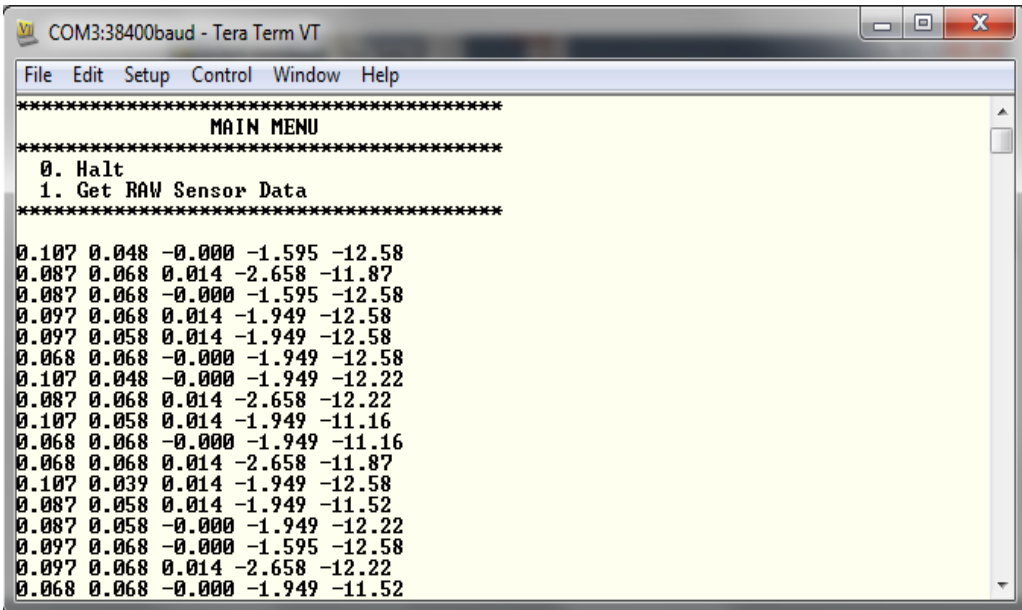 COM3:38400baud - Tera Term VT
File Edit Setup Control Window Help
****************************************
MAIN MENU
****************************************
0. Halt
1. Get RAW Sensor Data
****************************************
0.107 0.048 -0.000 -1.595 -12.58
0.087 0.068 0.014 -2.658 -11.87
0.087 0.068 -0.000 -1.595 -12.58
0.097 0.068 0.014 -1.949 -12.58
0.097 0.058 0.014 -1.949 -12.58
0.068 0.068 -0.000 -1.949 -12.58
0.107 0.048 -0.000 -1.949 -12.22
0.087 0.068 0.014 -2.658 -12.22
0.107 0.058 0.014 -1.949 -11.16
0.068 0.068 -0.000 -1.949 -11.16
0.068 0.068 0.014 -2.658 -11.87
0.107 0.039 0.014 -1.949 -12.58
0.087 0.058 0.014 -1.949 -11.52
0.087 0.058 -0.000 -1.949 -12.22
0.097 0.068 -0.000 -1.595 -12.58
0.097 0.068 0.014 -2.658 -12.22
0.068 0.068 -0.000 -1.949 -11.52